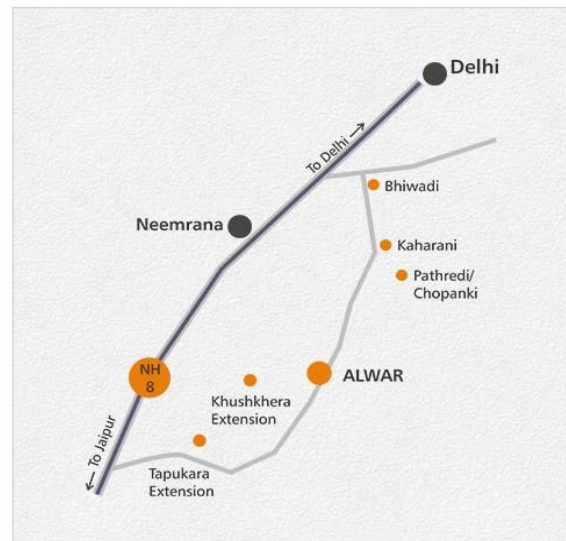 Delhi
To Delhi →
Bhiwadi
Neemrana
Kaharani
Pathredi/
Chopanki
NH
8
ALWAR
Khushkhera
Extension
← To Jaipur
Tapukara
Extension